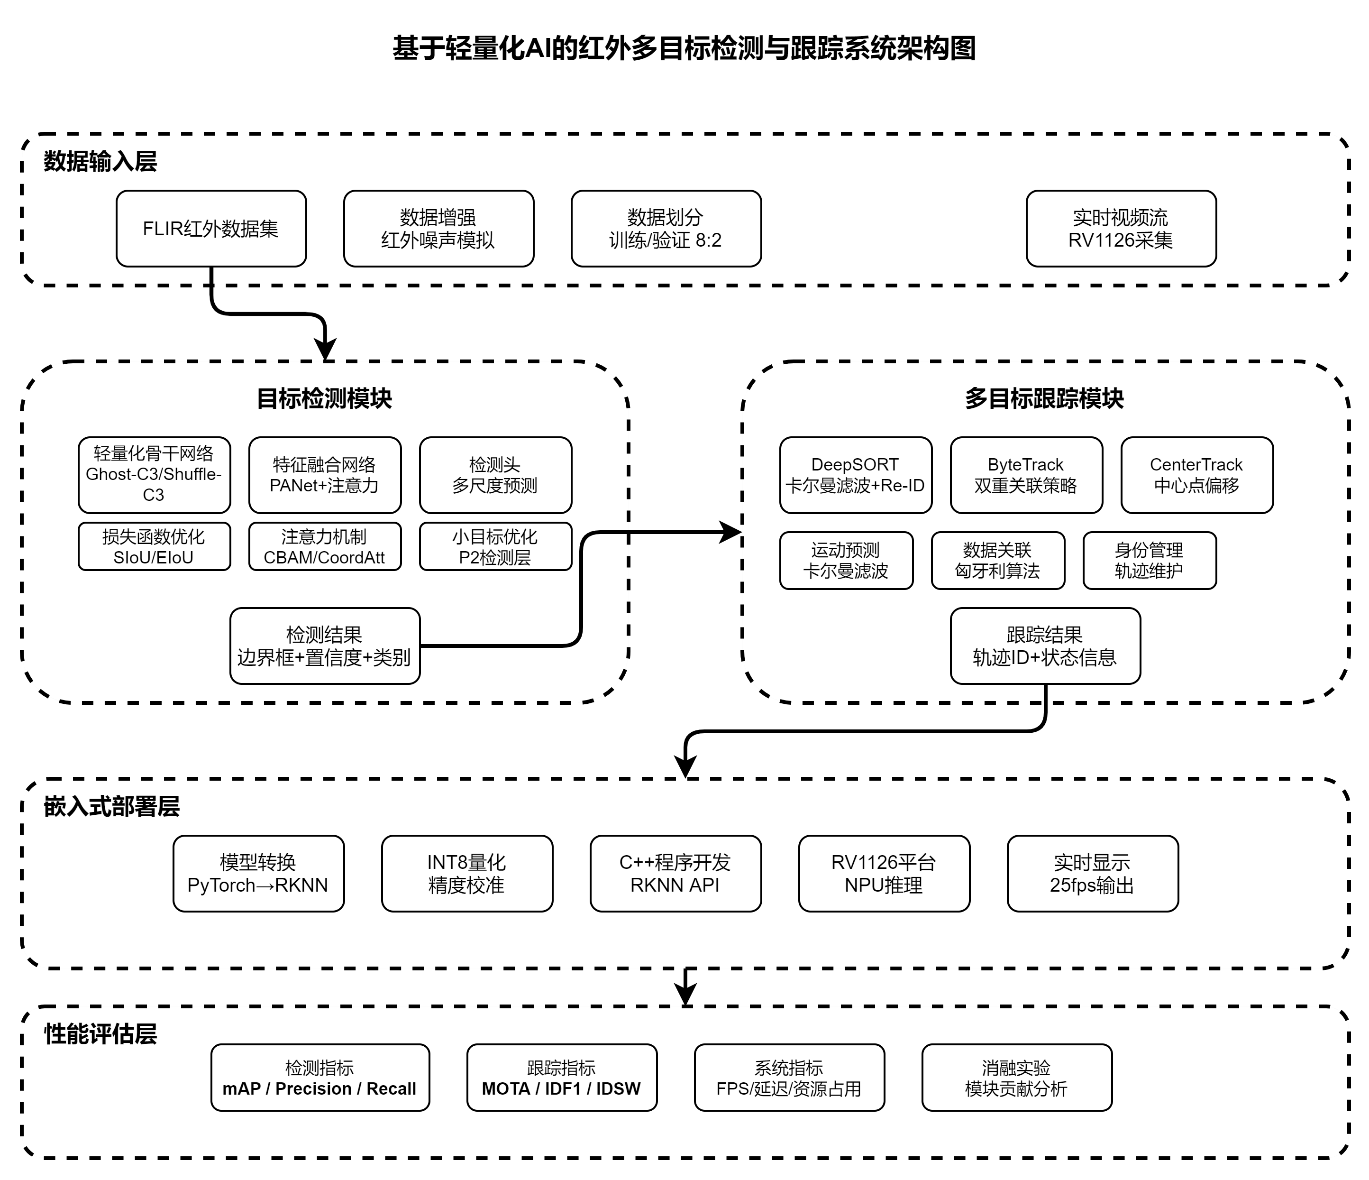 基于轻量化AI的红外多目标检测与跟踪系统架构图
数据输入层
FLIR红外数据集
数据增强
红外噪声模拟
数据划分
训练/验证 8:2
实时视频流
RV1126采集
目标检测模块
轻量化骨干网络
Ghost-C3/Shuffle-
C3
特征融合网络
PANet+注意力
检测头
多尺度预测
损失函数优化
SIoU/EIoU
注意力机制
CBAM/CoordAtt
小目标优化
P2检测层
检测结果
边界框+置信度+类别
多目标跟踪模块
DeepSORT
卡尔曼滤波+Re-ID
ByteTrack
双重关联策略
CenterTrack
中心点偏移
运动预测
卡尔曼滤波
数据关联
匈牙利算法
身份管理
轨迹维护
跟踪结果
轨迹ID+状态信息
嵌入式部署层
模型转换
PyTorch→RKNN
INT8量化
精度校准
C++程序开发
RKNN API
RV1126平台
NPU推理
实时显示
25fps输出
性能评估层
检测指标
mAP / Precision / Recall
跟踪指标
MOTA / IDF1 / IDSW
系统指标
FPS/延迟/资源占用
消融实验
模块贡献分析